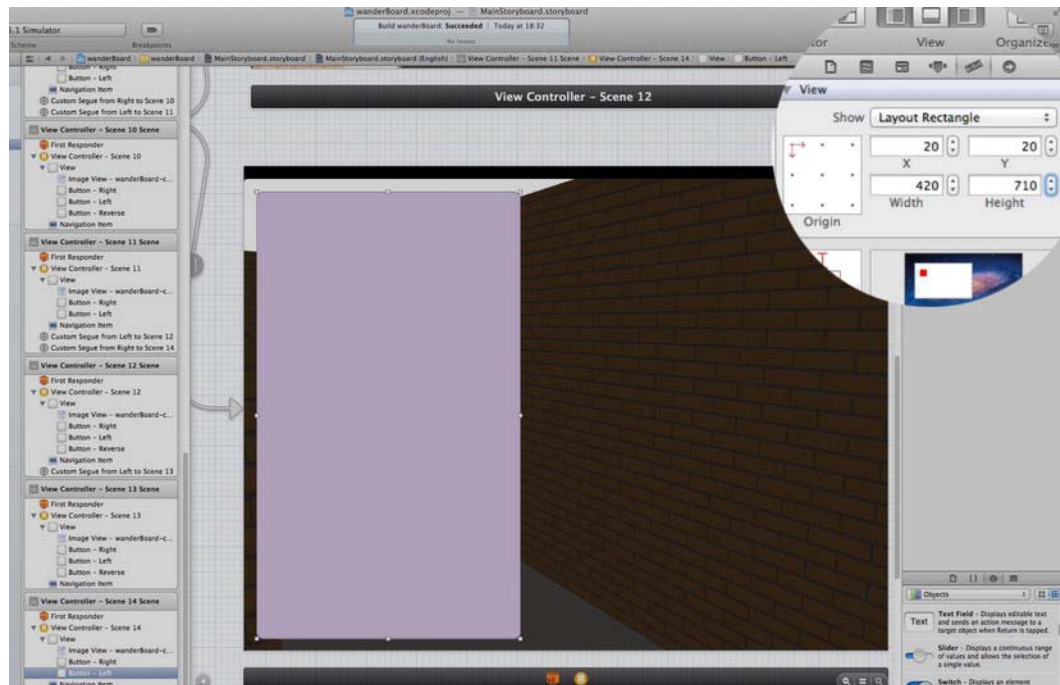 wanderBoard.xcodeproj — MainStoryboard.storyboard
5.1 Simulator
Build wanderBoard: Succeeded | Today at 18:32
No Issues
Scheme
Breakpoints
View
Organize
wanderBoard
wanderBoard
MainStoryboard.storyboard
MainStoryboard.storyboard (English)
View Controller - Scene 11 Scene
View Controller - Scene 14
View
Button - Left
Button - Right
Button - Left
Navigation Item
Custom Segue from Right to Scene 10
Custom Segue from Left to Scene 11
View Controller - Scene 10 Scene
First Responder
View Controller - Scene 10
View
Image View - wanderBoard-c...
Button - Right
Button - Left
Button - Reverse
Navigation Item
View Controller - Scene 11 Scene
First Responder
View Controller - Scene 11
View
Image View - wanderBoard-c...
Button - Right
Button - Left
Navigation Item
Custom Segue from Left to Scene 12
Custom Segue from Right to Scene 14
View Controller - Scene 12 Scene
First Responder
View Controller - Scene 12
View
Image View - wanderBoard-c...
Button - Right
Button - Left
Button - Reverse
Navigation Item
Custom Segue from Left to Scene 13
View Controller - Scene 13 Scene
First Responder
View Controller - Scene 13
View
Image View - wanderBoard-c...
Button - Right
Button - Left
Button - Reverse
Navigation Item
View Controller - Scene 14 Scene
First Responder
View Controller - Scene 14
View
Image View - wanderBoard-c...
Button - Right
Button - Left
Navigation Item
View Controller - Scene 12
View
Show Layout Rectangle
20 20
X Y
420 710
Width Height
Origin
Objects
Text
Text Field - Displays editable text
and sends an action message to a
target object when Return is tapped.
Slider - Displays a continuous range
of values and allows the selection of
a single value.
Switch - Displays an element